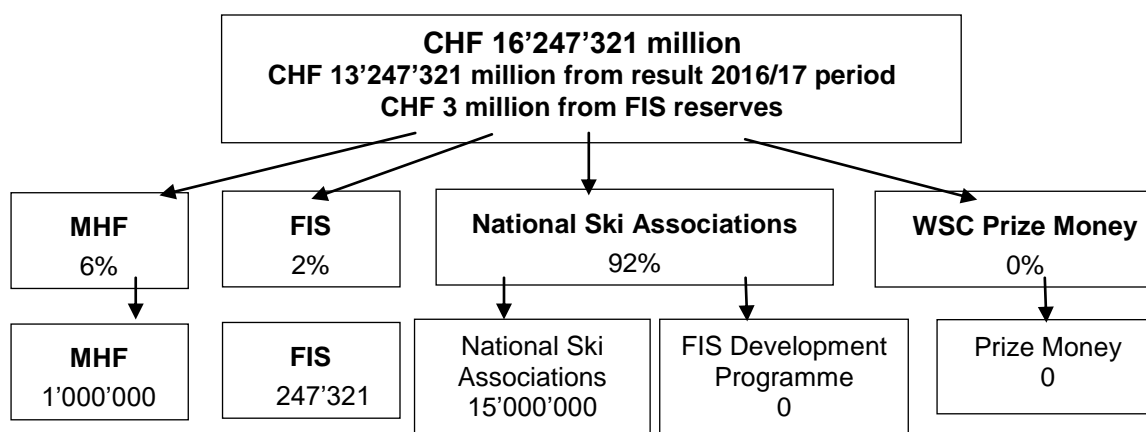 CHF 16’247’321 million
CHF 13’247’321 million from result 2016/17 period
CHF 3 million from FIS reserves
MHF
6%
FIS
2%
National Ski Associations
92%
WSC Prize Money
0%
MHF
1’000’000
FIS
247’321
National Ski
Associations
15’000’000
FIS Development
Programme
0
Prize Money
0